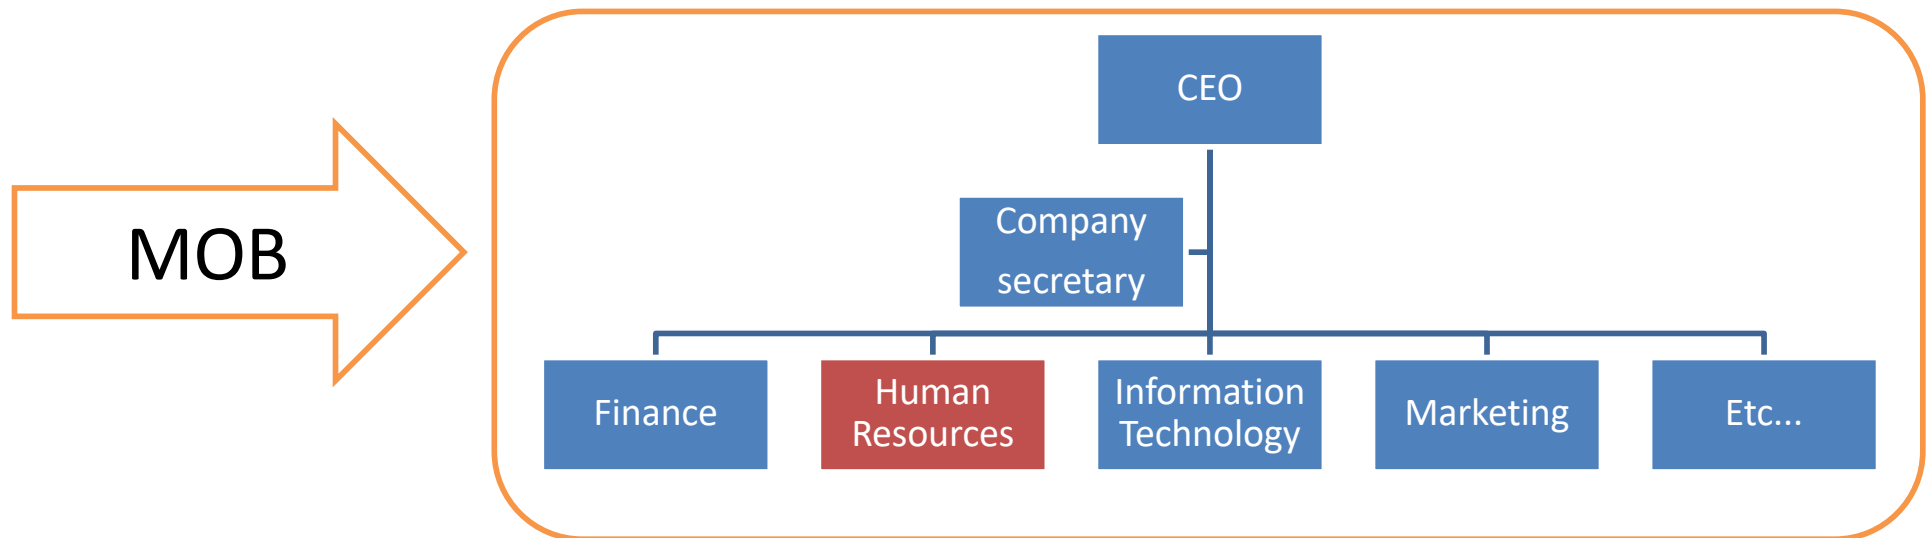 MOB
CEO
Company
secretary
Finance
Human
Resources
Information
Technology
Marketing
Etc...